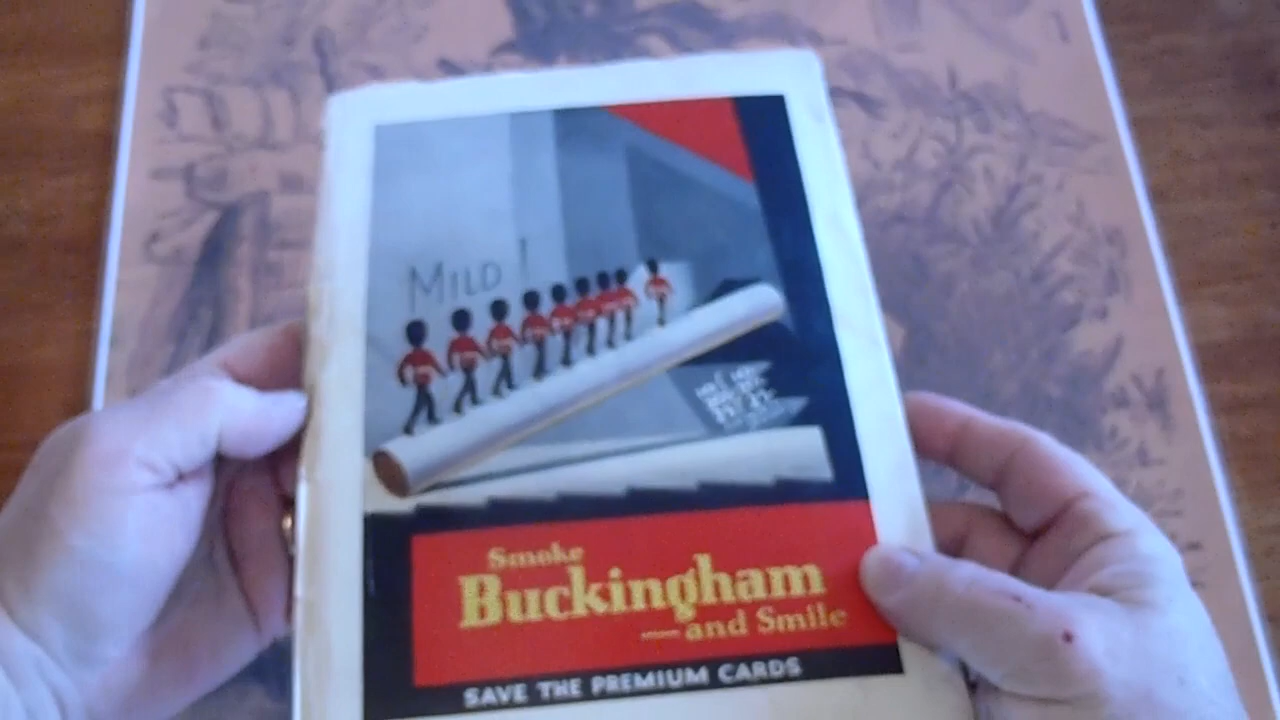 MILD!
Smoke
Buckingham
and Smile
SAVE THE PREMIUM CARDS